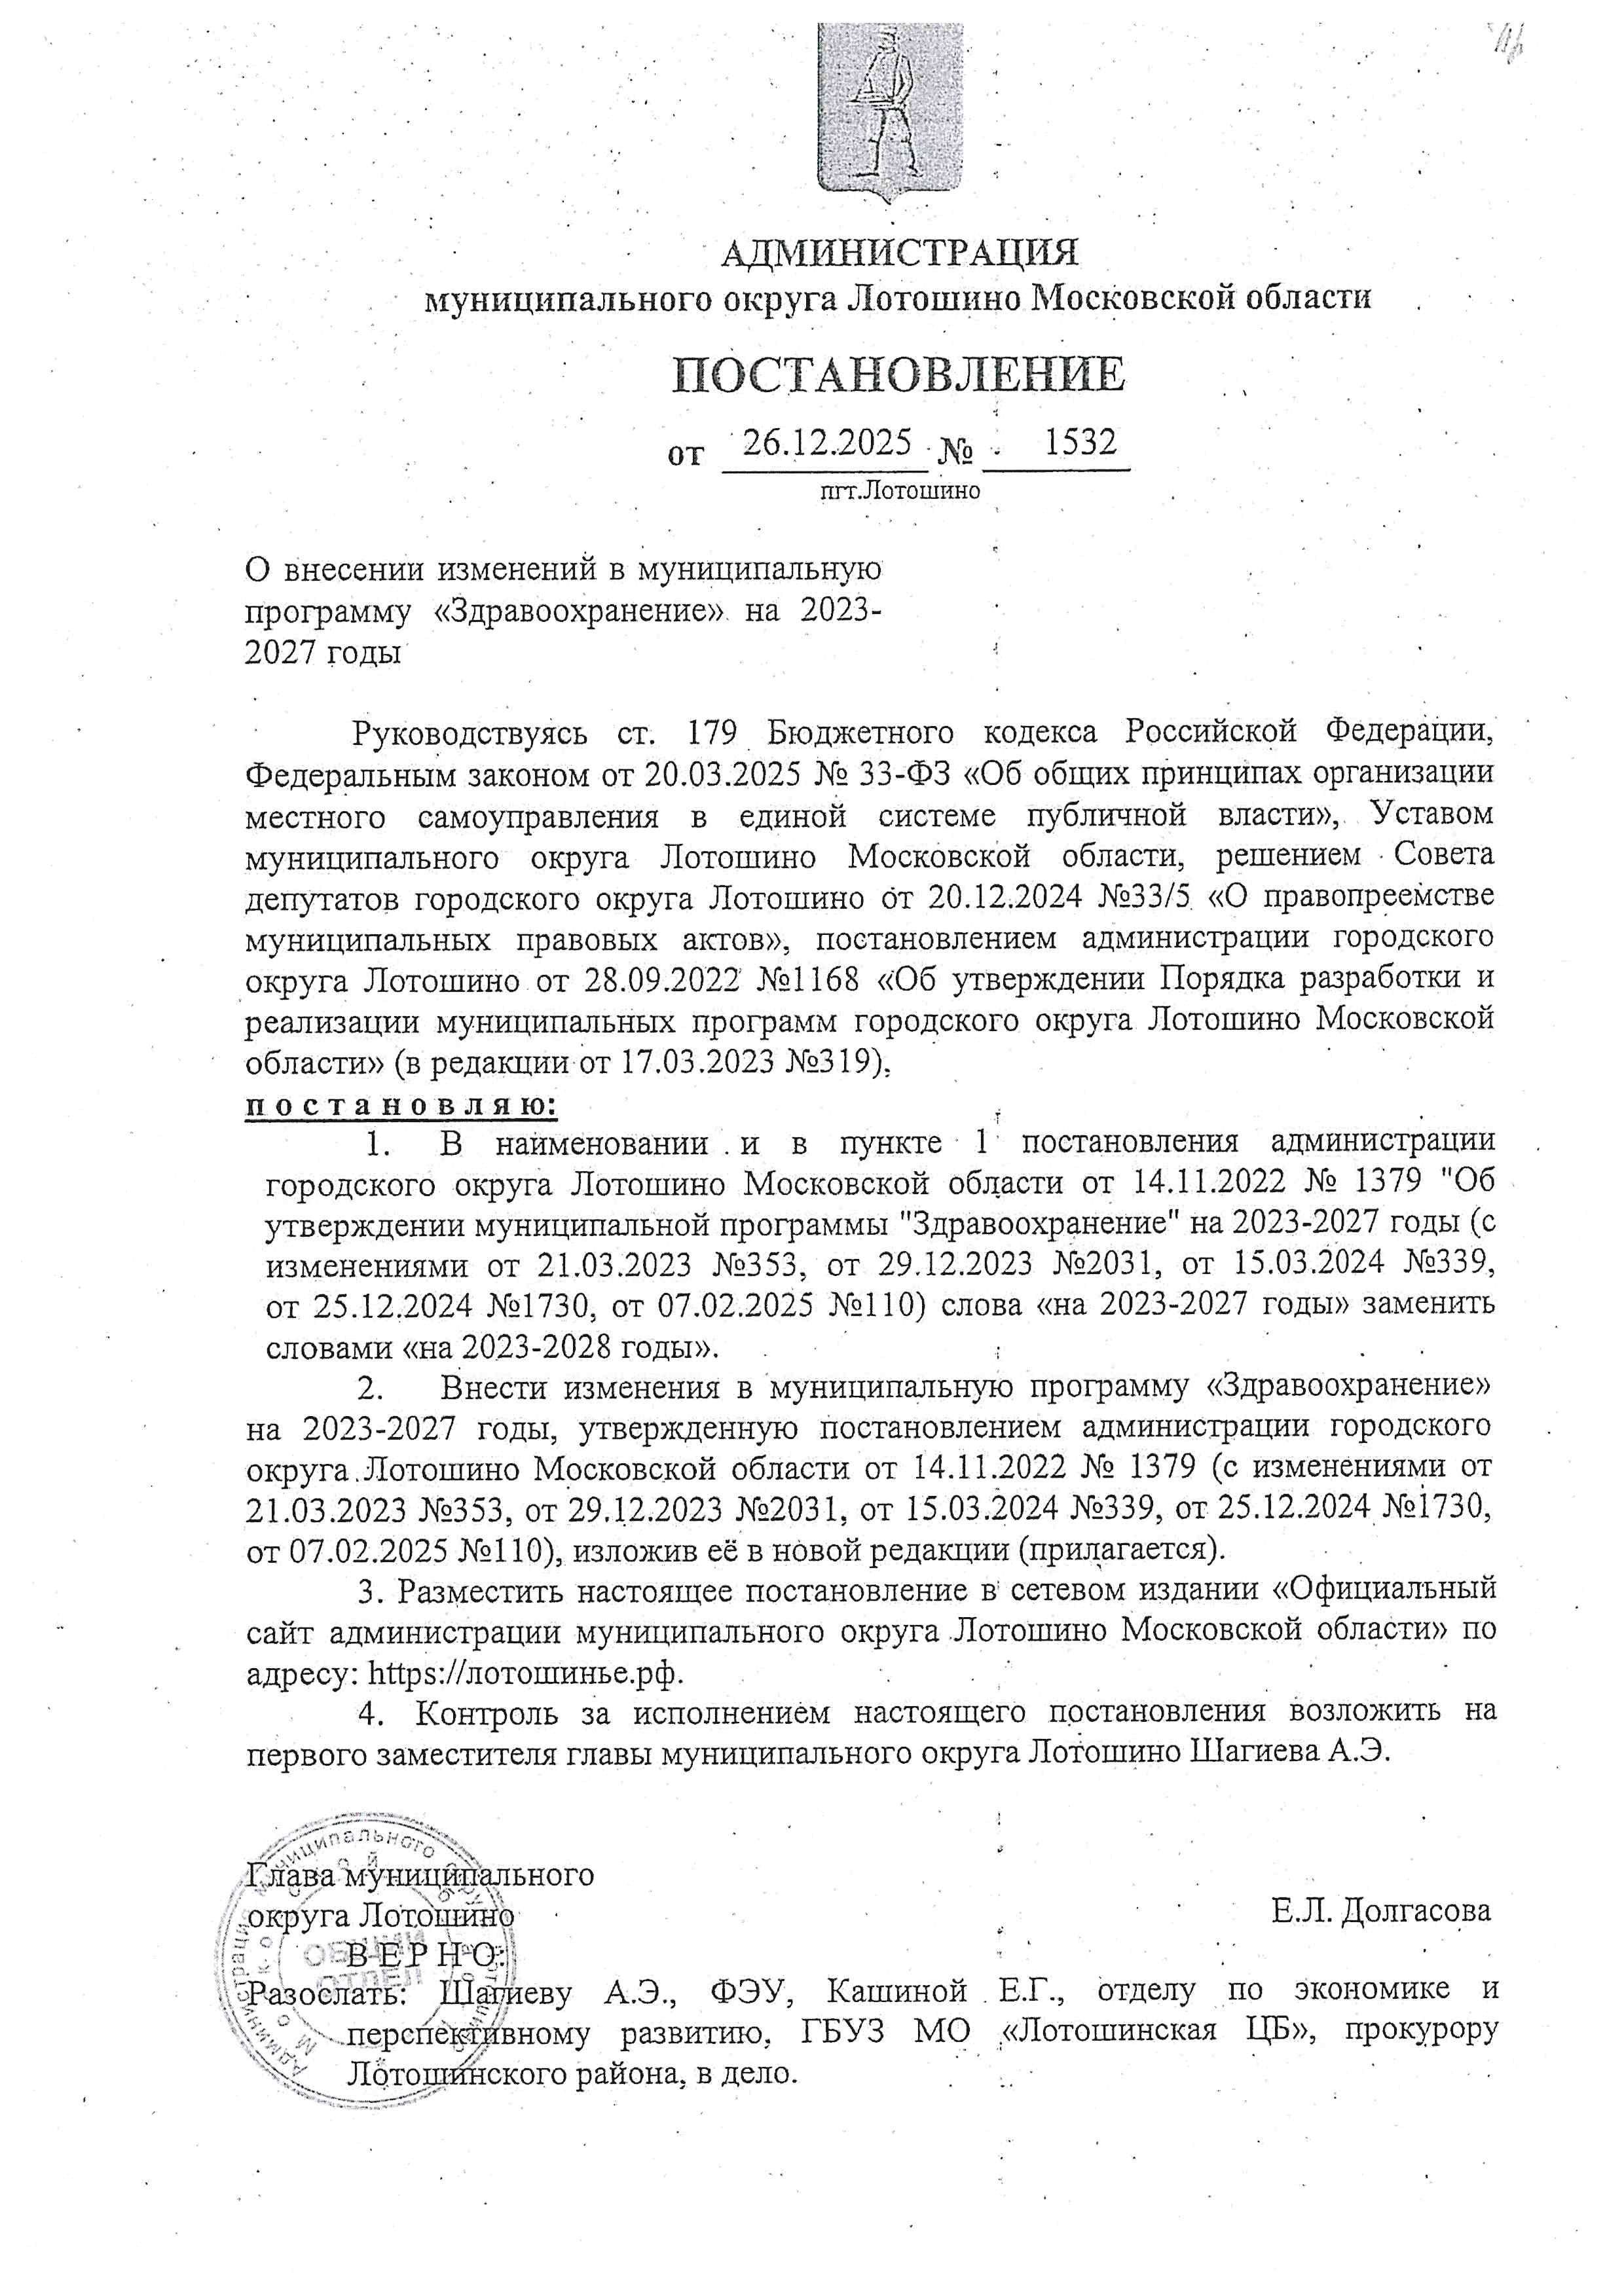 АДМИНИСТРАЦИЯ
муниципального округа Лотошино Московской области
ПОСТАНОВЛЕНИЕ
от 26.12.2025 № 1532
пгт.Лотошино
О внесении изменений в муниципальную
программу «Здравоохранение» на 2023-
2027 годы
Руководствуясь ст. 179 Бюджетного кодекса Российской Федерации,
Федеральным законом от 20.03.2025 № 33-ФЗ «Об общих принципах организации
местного самоуправления в единой системе публичной власти», Уставом
муниципального округа Лотошино Московской области, решением Совета
депутатов городского округа Лотошино от 20.12.2024 №33/5 «О правопреемстве
муниципальных правовых актов», постановлением администрации городского
округа Лотошино от 28.09.2022 №1168 «Об утверждении Порядка разработки и
реализации муниципальных программ городского округа Лотошино Московской
области» (в редакции от 17.03.2023 №319),
п о с т а н о в л я ю:
1. В наименовании и в пункте 1 постановления администрации
городского округа Лотошино Московской области от 14.11.2022 № 1379 "Об
утверждении муниципальной программы "Здравоохранение" на 2023-2027 годы (с
изменениями от 21.03.2023 №353, от 29.12.2023 №2031, от 15.03.2024 №339,
от 25.12.2024 №1730, от 07.02.2025 №110) слова «на 2023-2027 годы» заменить
словами «на 2023-2028 годы».
2. Внести изменения в муниципальную программу «Здравоохранение»
на 2023-2027 годы, утвержденную постановлением администрации городского
округа Лотошино Московской области от 14.11.2022 № 1379 (с изменениями от
21.03.2023 №353, от 29.12.2023 №2031, от 15.03.2024 №339, от 25.12.2024 №1730,
от 07.02.2025 №110), изложив её в новой редакции (прилагается).
3. Разместить настоящее постановление в сетевом издании «Официальный
сайт администрации муниципального округа Лотошино Московской области» по
адресу: https://лотошинье.рф.
4. Контроль за исполнением настоящего постановления возложить на
первого заместителя главы муниципального округа Лотошино Шагиева А.Э.
Глава муниципального
округа Лотошино Е.Л. Долгасова
В Е Р Н О:
ОБЩИЙ
ОТДЕЛ
Разослать: Шагиеву А.Э., ФЭУ, Кашиной Е.Г., отделу по экономике и
перспективному развитию, ГБУЗ МО «Лотошинская ЦБ», прокурору
Лотошинского района, в дело.